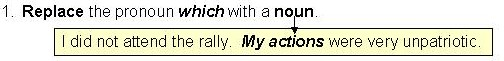 1. Replace the pronoun which with a noun.
I did not attend the rally. My actions were very unpatriotic.